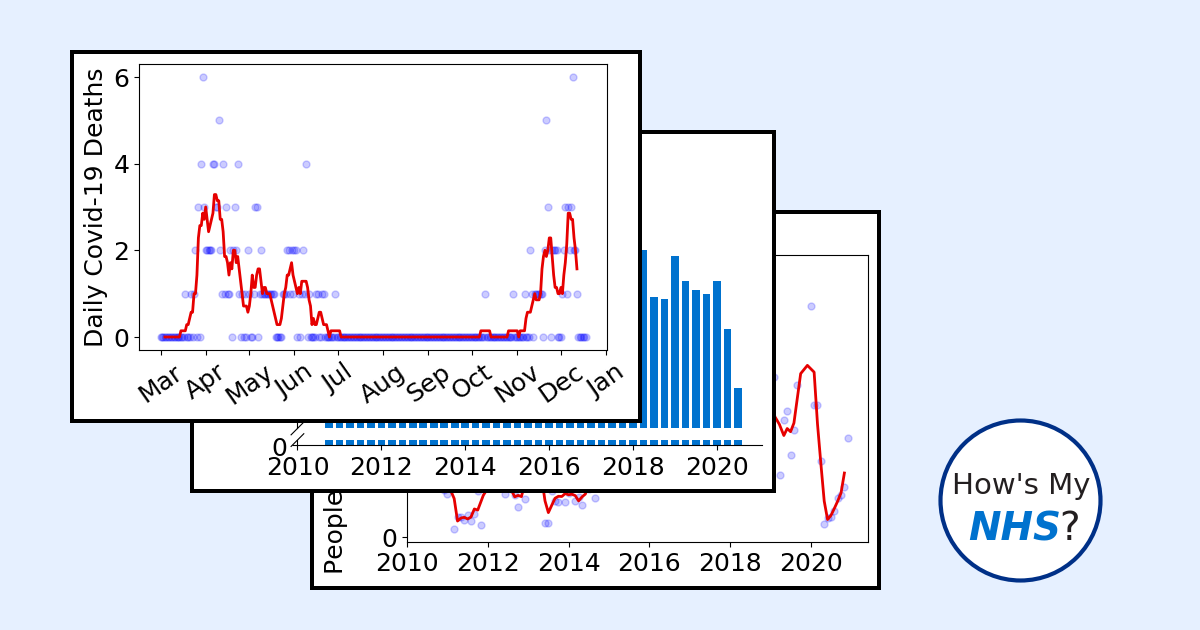 Daily Covid-19 Deaths
6
4
2
0
Mar Apr May Jun Jul Aug Sep Oct Nov Dec Jan
0
2010 2012 2014 2016 2018 2020
People
0
2010 2012 2014 2016 2018 2020
How's My
NHS?